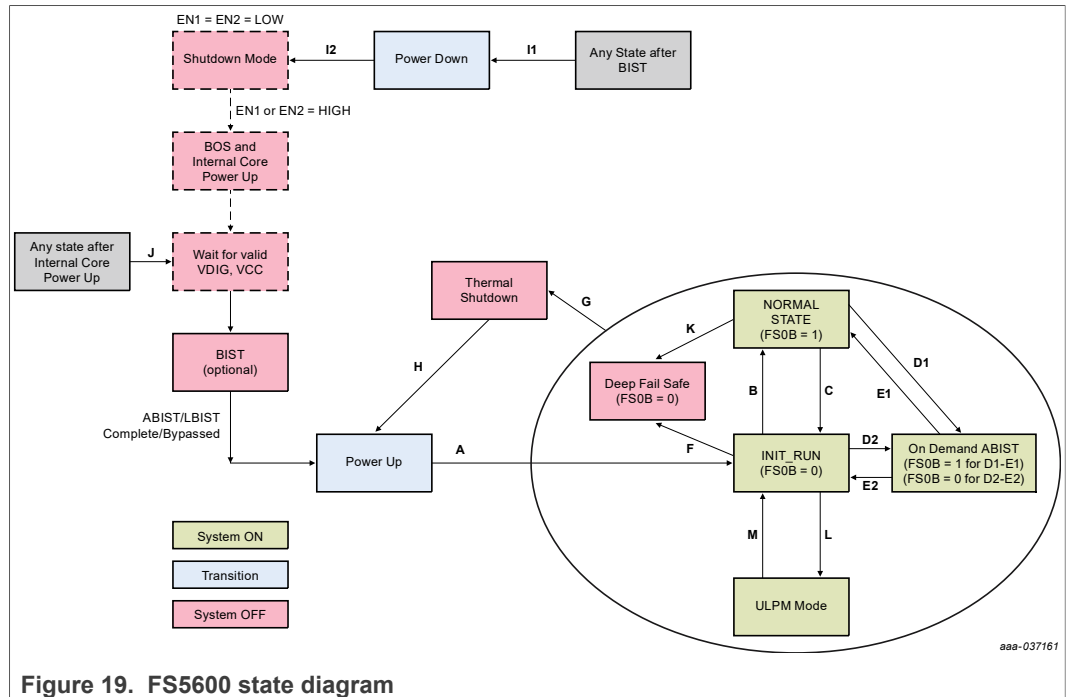 EN1 = EN2 = LOW
Shutdown Mode
I2
Power Down
I1
Any State after
BIST
EN1 or EN2 = HIGH
BOS and
Internal Core
Power Up
Any state after
Internal Core
Power Up
J
Wait for valid
VDIG, VCC
Thermal
Shutdown
G
NORMAL
STATE
(FS0B = 1)
K
D1
BIST
(optional)
H
Deep Fail Safe
(FS0B = 0)
B
C
E1
ABIST/LBIST
Complete/Bypassed
Power Up
A
F
INIT_RUN
(FS0B = 0)
D2
E2
On Demand ABIST
(FS0B = 1 for D1-E1)
(FS0B = 0 for D2-E2)
M
L
System ON
Transition
ULPM Mode
System OFF
aaa-037161
Figure 19. FS5600 state diagram